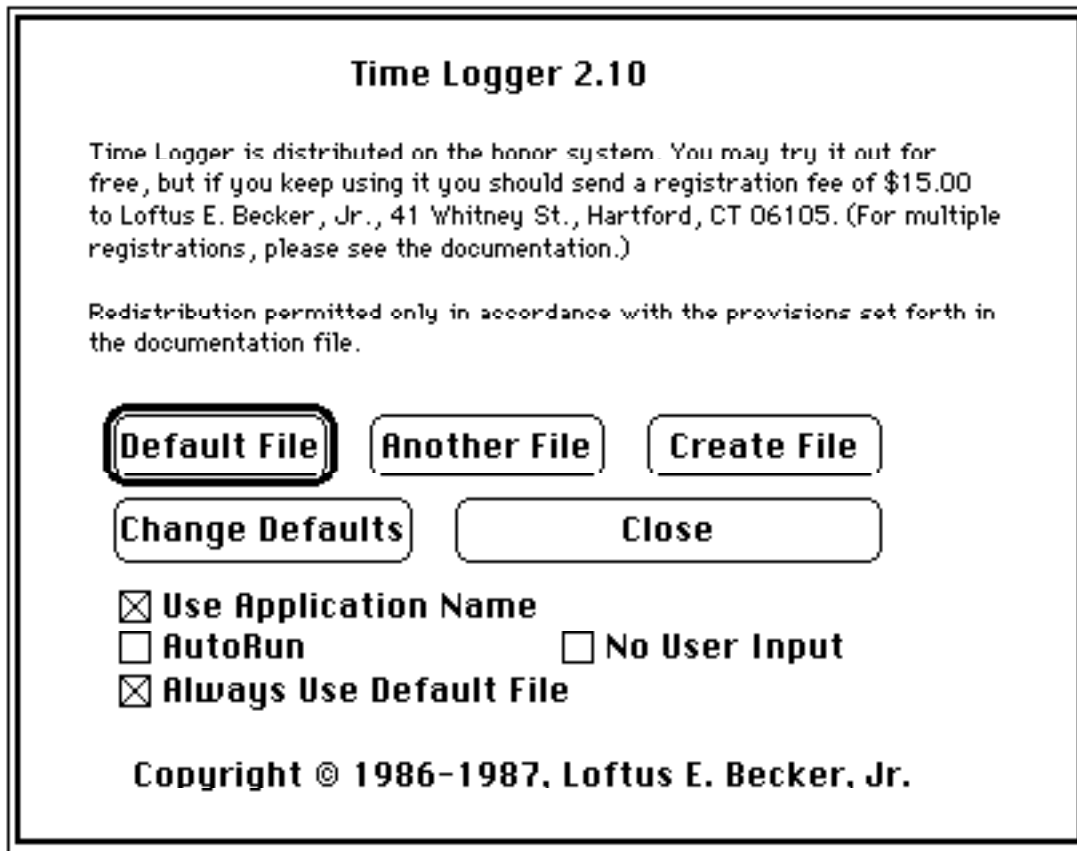 Time Logger 2.10
Time Logger is distributed on the honor system. You may try it out for
free, but if you keep using it you should send a registration fee of $15.00
to Loftus E. Becker, Jr., 41 Whitney St., Hartford, CT 06105. (For multiple
registrations, please see the documentation.)
Redistribution permitted only in accordance with the provisions set forth in
the documentation file.
Default File Another File Create File
Change Defaults Close
Use Application Name
AutoRun No User Input
Always Use Default File
Copyright © 1986-1987, Loftus E. Becker, Jr.